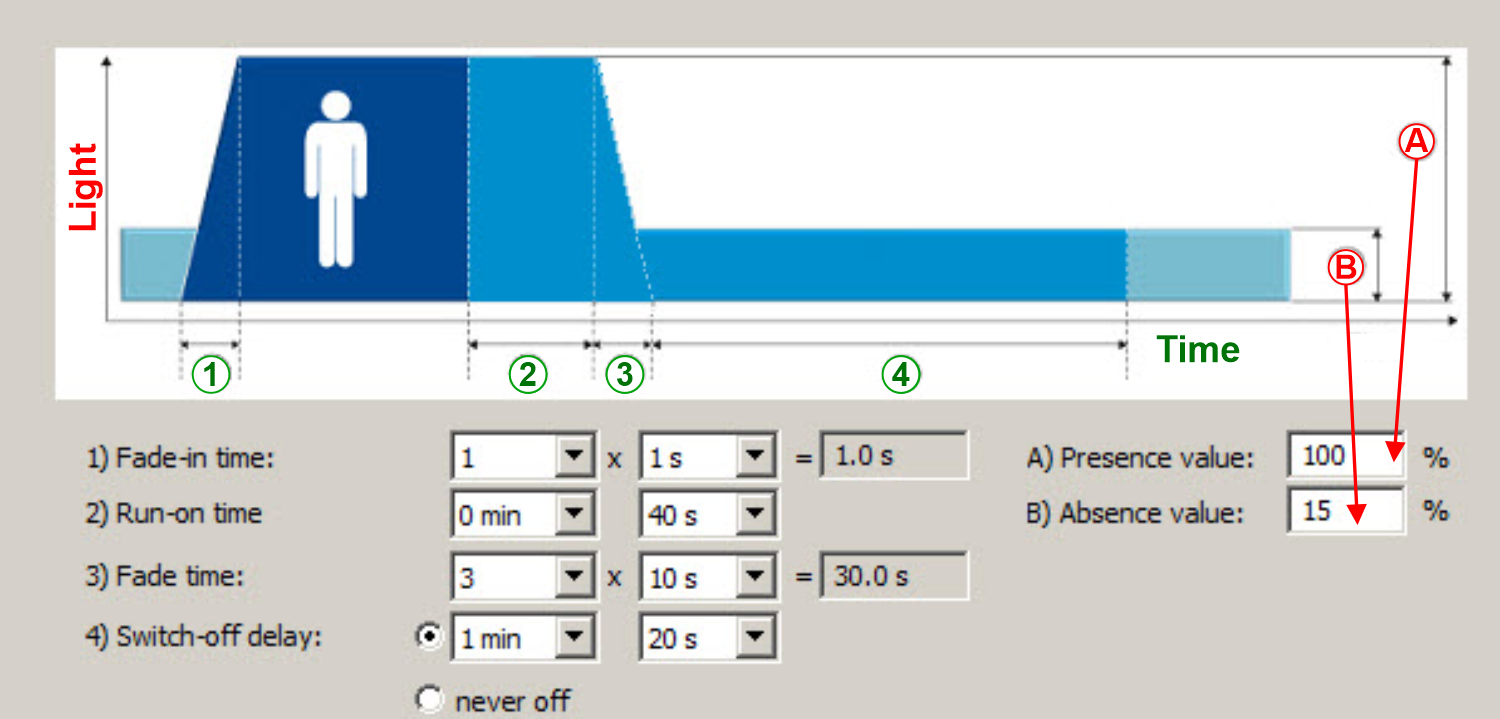 Light
A
B
Time
1
2
3
4
1) Fade-in time: 1 x 1 s = 1.0 s A) Presence value: 100 %
2) Run-on time 0 min 40 s B) Absence value: 15 %
3) Fade time: 3 x 10 s = 30.0 s
4) Switch-off delay: 1 min 20 s
never off